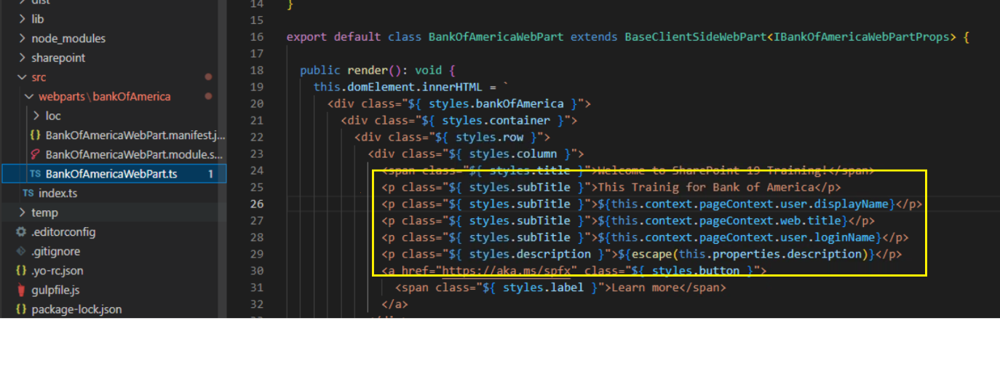 dist
lib
node_modules
sharepoint
src
webparts\bankOfAmerica
loc
{} BankOfAmericaWebPart.manifest.j...
BankOfAmericaWebPart.module.s...
TS BankOfAmericaWebPart.ts 1
TS index.ts
temp
.editorconfig
.gitignore
{} .yo-rc.json
gulpfile.js
{} package-lock.json
14 }
15
16 export default class BankOfAmericaWebPart extends BaseClientSideWebPart<IBankOfAmericaWebPartProps> {
17
18 public render(): void {
19 this.domElement.innerHTML = `
20 <div class="${ styles.bankOfAmerica }">
21 <div class="${ styles.container }">
22 <div class="${ styles.row }">
23 <div class="${ styles.column }">
24 <span class="${ styles.title }">Welcome to SharePoint 19 Training!</span>
25 <p class="${ styles.subTitle }">This Trainig for Bank of America</p>
26 <p class="${ styles.subTitle }">${this.context.pageContext.user.displayName}</p>
27 <p class="${ styles.subTitle }">${this.context.pageContext.web.title}</p>
28 <p class="${ styles.subTitle }">${this.context.pageContext.user.loginName}</p>
29 <p class="${ styles.description }">${escape(this.properties.description)}</p>
30 <a href="https://aka.ms/spfx" class="${ styles.button }">
31 <span class="${ styles.label }">Learn more</span>
32 </a>